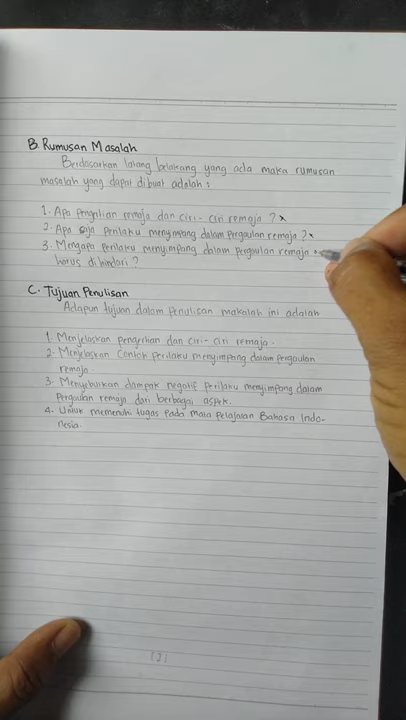 B. Rumusan Masalah
Berdasarkan latang belakang yang ada maka rumusan
masalah yang dapat dibuat adalah :
1. Apa Pengrtian remaja dan ciri - ciri remaja ? x
2. Apa saja Perilaku menyimpang dalam Pergaulan remaja ? x
3. Mengapa Perilaku menyimpang dalam pergaulan remaja
harus di hindari ?
C. Tujuan Penulisan
Adapun tujuan dalam Penulisan makalah ini adalah
1. Menjelaskan pengertian dan ciri - ciri remaja.
2. Menjelaskan Contoh perilaku menyimpang dalam pergaulan
remaja.
3. Menyebutkan dampak negatif Perilaku menyimpang dalam
Pergaulan remaja dari berbagai aspek.
4. Untuk memenuhi tugas Pada mata Pelajaran Bahasa Indo-
nesia.